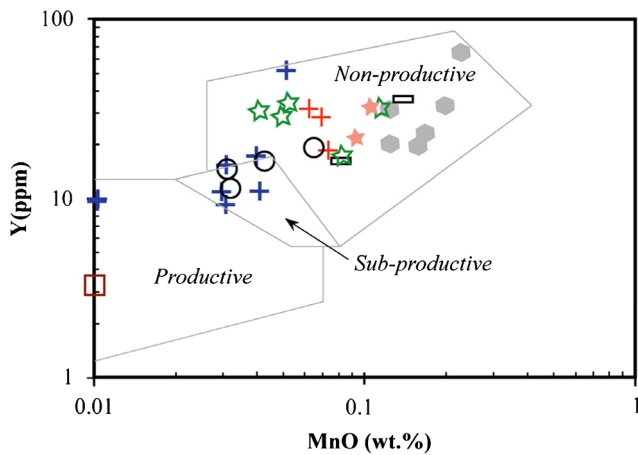 100
Non-productive
Y(ppm)
10
Sub-productive
Productive
1
0.01
0.1
1
MnO (wt.%)